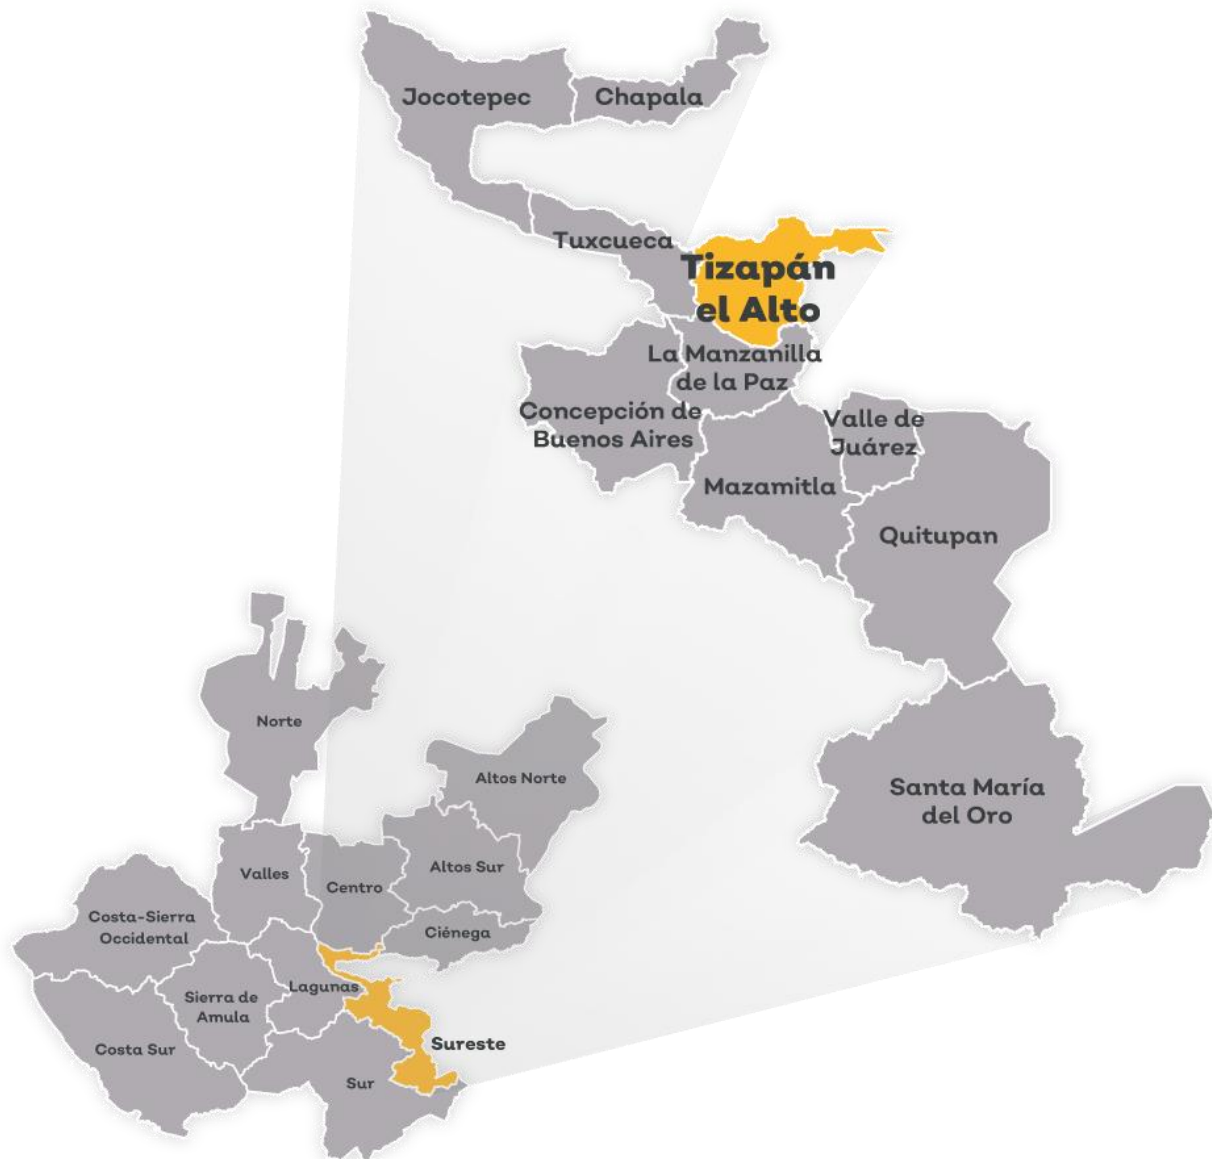 Jocotepec
Chapala
Tuxcueca
Tizapán
el Alto
La Manzanilla
de la Paz
Concepción de
Buenos Aires
Valle de
Juárez
Mazamitla
Quitupan
Santa María
del Oro
Norte
Altos Norte
Valles
Centro
Altos Sur
Costa-Sierra
Occidental
Ciénega
Lagunas
Sierra de
Amula
Costa Sur
Sureste
Sur